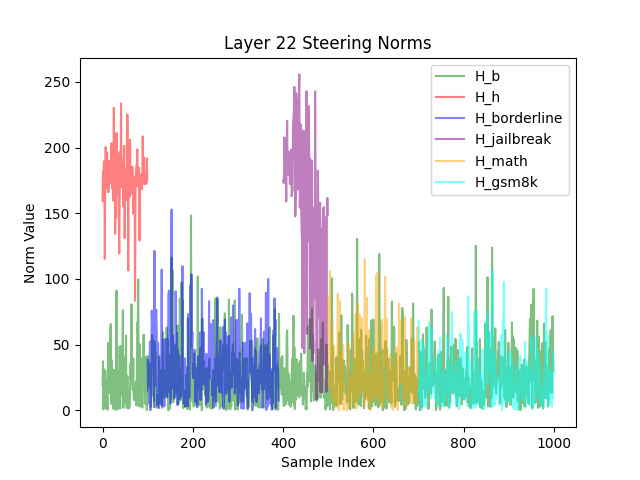 Layer 22 Steering Norms
Norm Value
250
200
150
100
50
0
H_b
H_h
H_borderline
H_jailbreak
H_math
H_gsm8k
0
200
400
600
800
1000
Sample Index